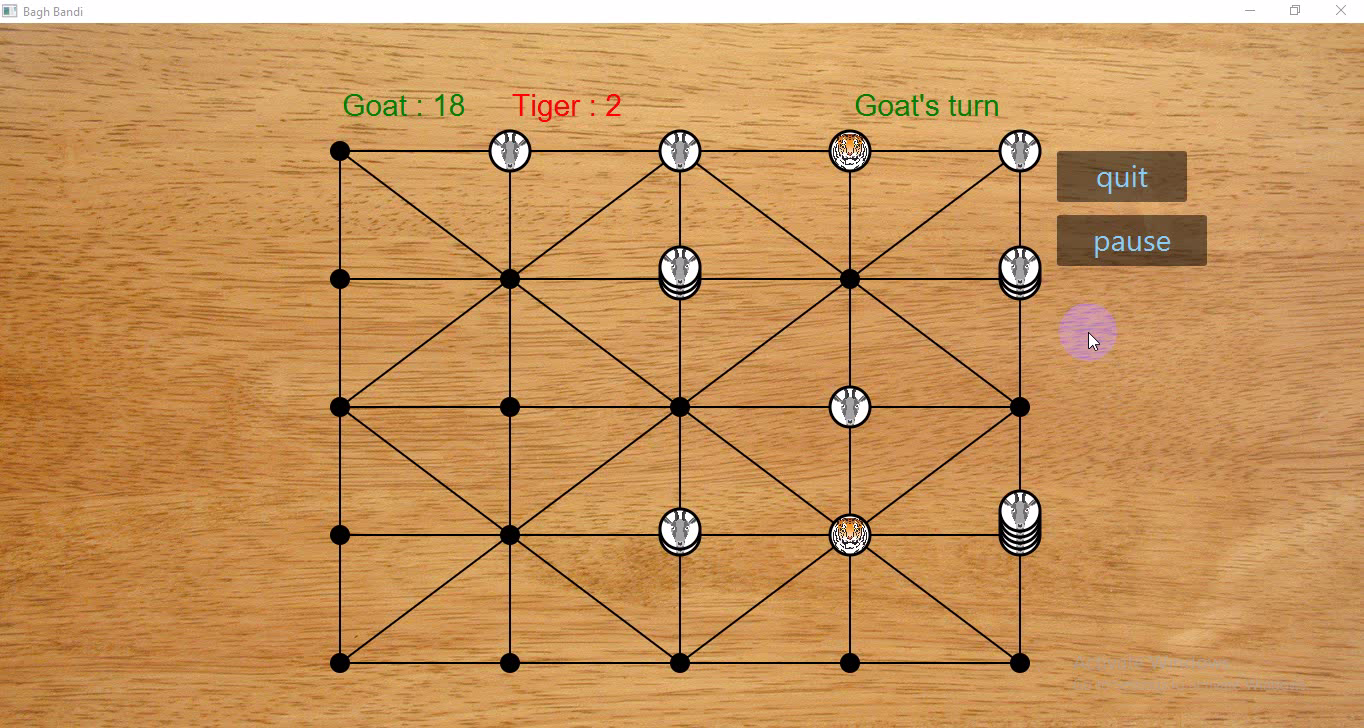 Bagh Bandi
Goat : 18 Tiger : 2 Goat's turn
quit
pause